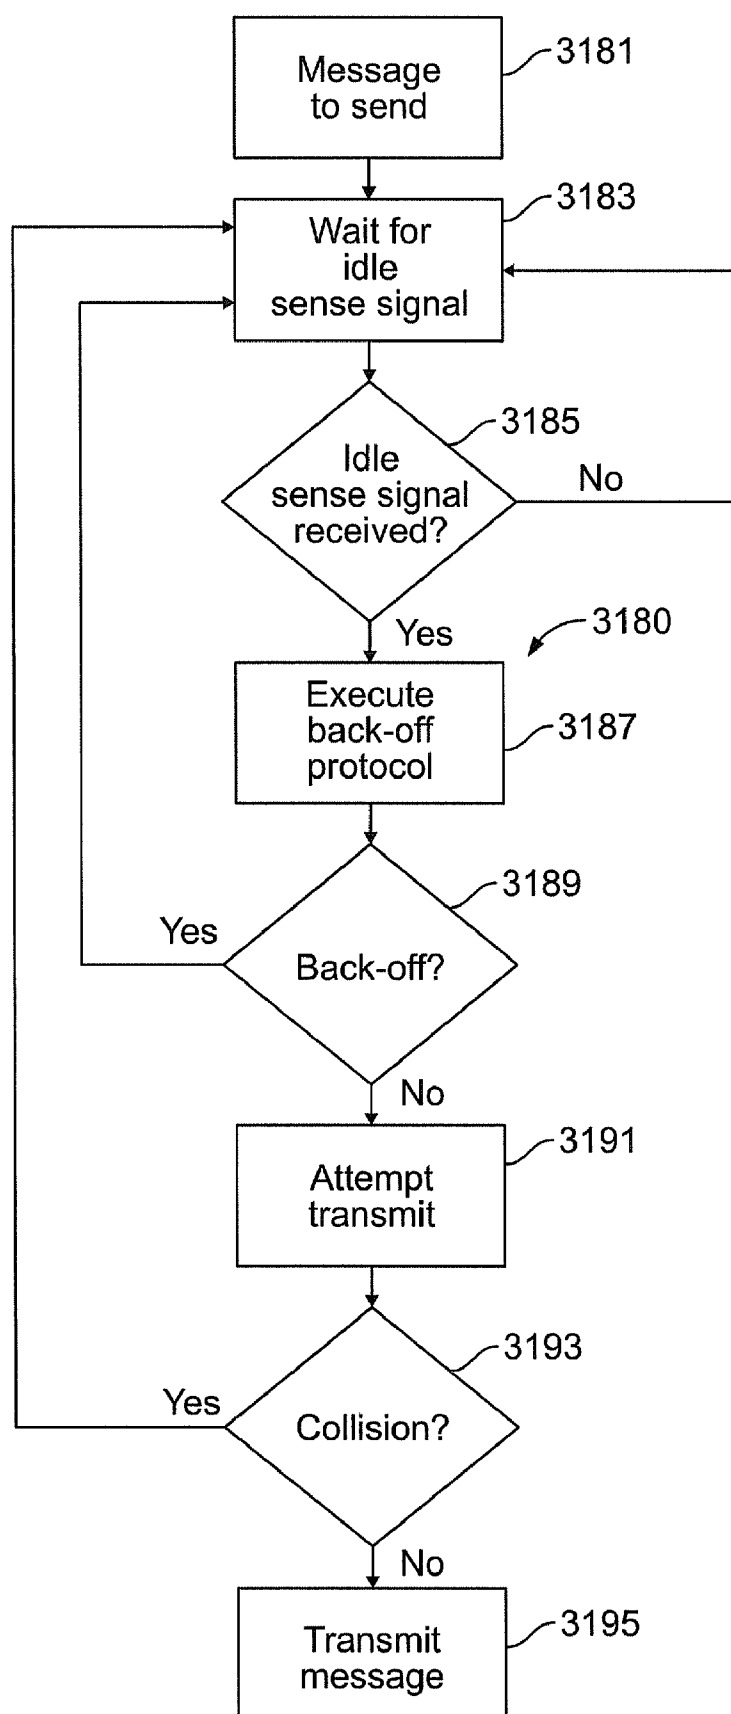 Message
to send
3181
3183
Wait for
idle
sense signal
3185
Idle
sense signal
received?
No
Yes
3180
Execute
back-off
protocol
3187
3189
Yes
Back-off?
No
3191
Attempt
transmit
3193
Yes
Collision?
No
3195
Transmit
message